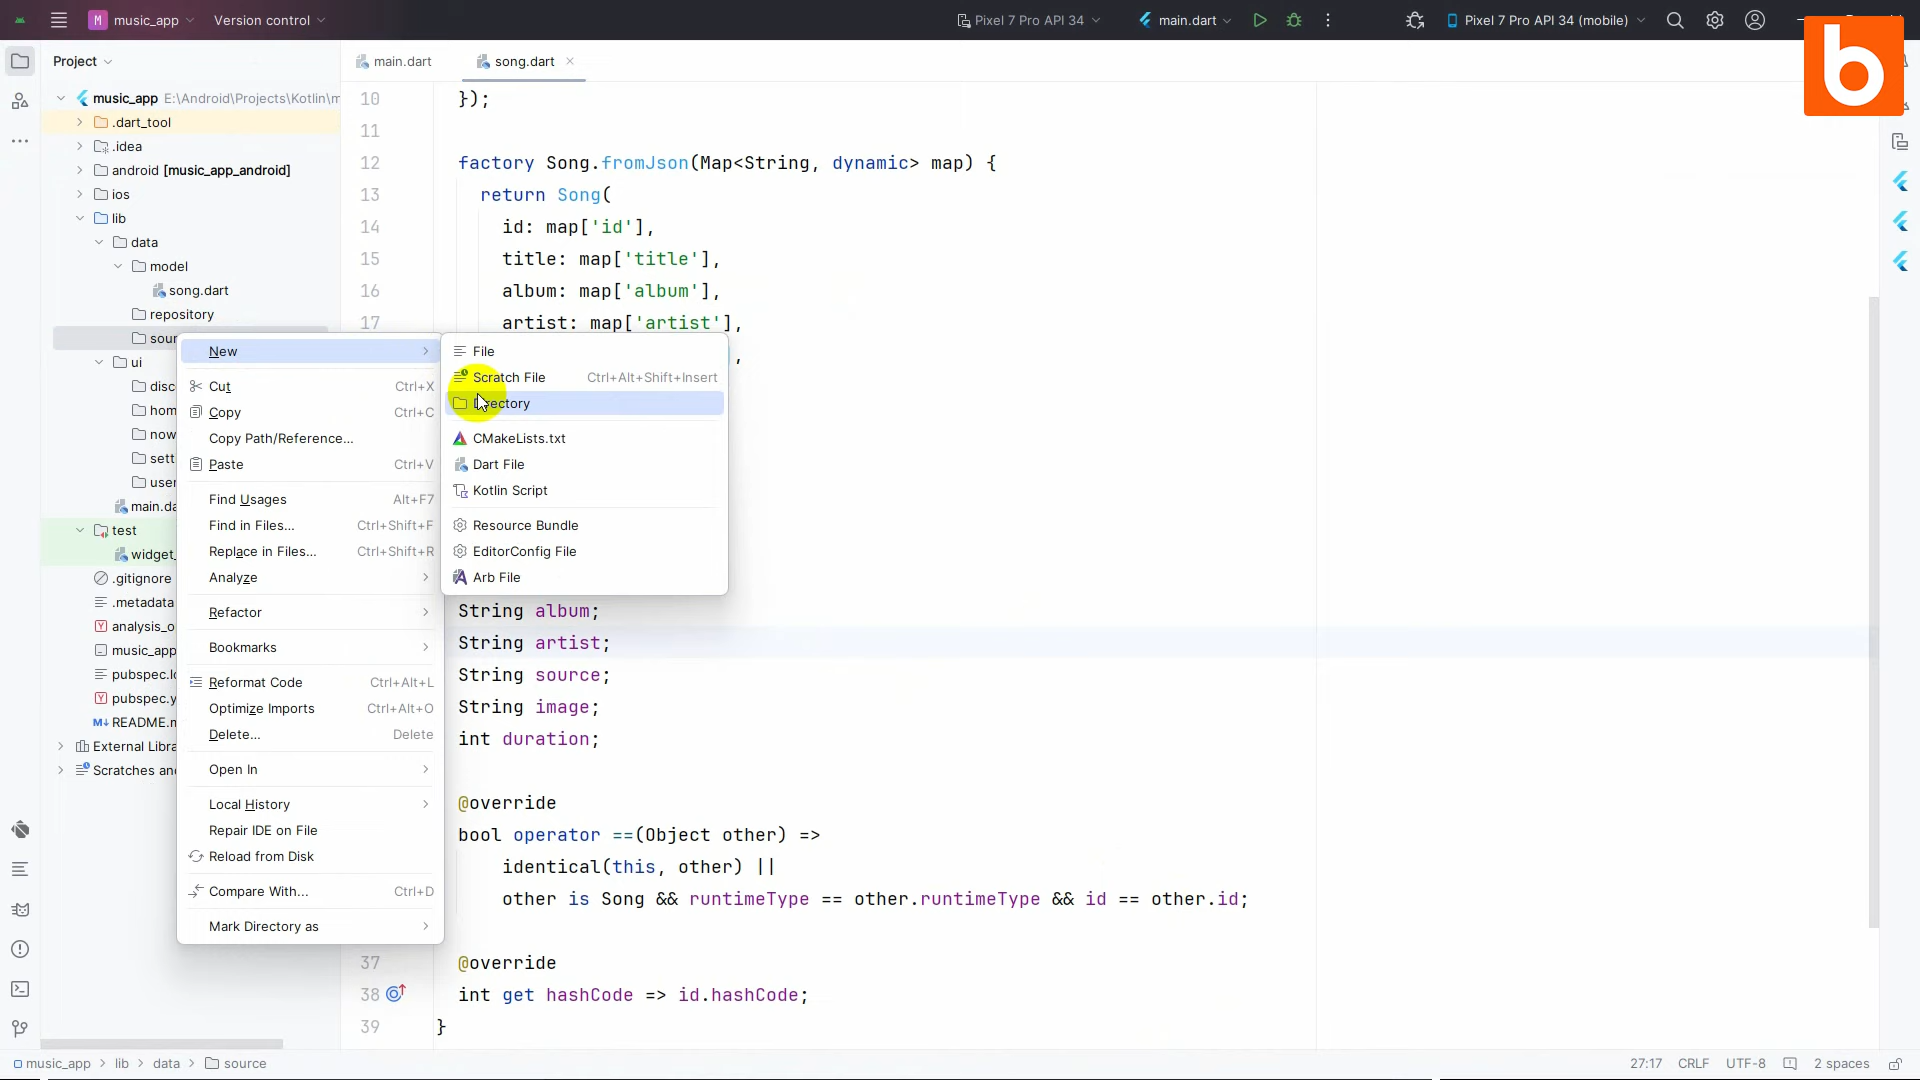 M music_app
Version control
Pixel 7 Pro API 34
main.dart
Pixel 7 Pro API 34 (mobile)
b
Project
main.dart
song.dart
music_app E:\Android\Projects\Kotlin\m
.dart_tool
.idea
android [music_app_android]
ios
lib
data
model
song.dart
repository
sour
ui
disc
hom
now
sett
user
main.da
test
widget_
.gitignore
.metadata
analysis_o
music_app
pubspec.lo
pubspec.y
README.m
External Libra
Scratches and
New
Cut Ctrl+X
Copy Ctrl+C
Copy Path/Reference...
Paste Ctrl+V
Find Usages Alt+F7
Find in Files... Ctrl+Shift+F
Replace in Files... Ctrl+Shift+R
Analyze
Refactor
Bookmarks
Reformat Code Ctrl+Alt+L
Optimize Imports Ctrl+Alt+O
Delete... Delete
Open In
Local History
Repair IDE on File
Reload from Disk
Compare With... Ctrl+D
Mark Directory as
File
Scratch File Ctrl+Alt+Shift+Insert
Directory
CMakeLists.txt
Dart File
Kotlin Script
Resource Bundle
EditorConfig File
Arb File
10 });
11
12 factory Song.fromJson(Map<String, dynamic> map) {
13 return Song(
14 id: map['id'],
15 title: map['title'],
16 album: map['album'],
17 artist: map['artist'],
,
String album;
String artist;
String source;
String image;
int duration;
@override
bool operator ==(Object other) =>
identical(this, other) ||
other is Song && runtimeType == other.runtimeType && id == other.id;
37 @override
38 int get hashCode => id.hashCode;
39 }
music_app > lib > data > source
27:17 CRLF UTF-8 2 spaces